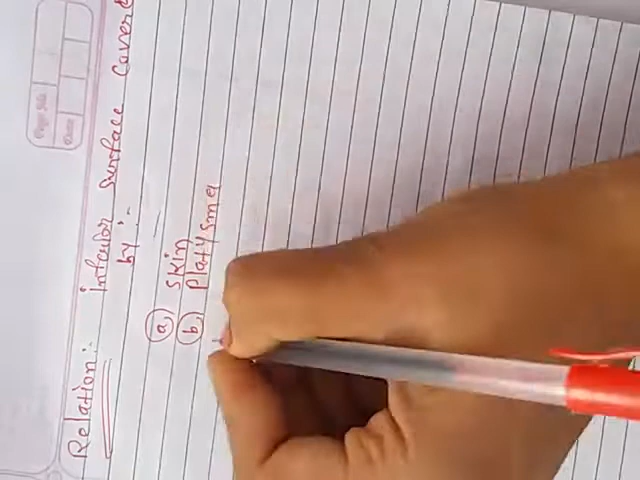 Relation:- inferior surface covered
by :-
(a) skin
(b) Platysma